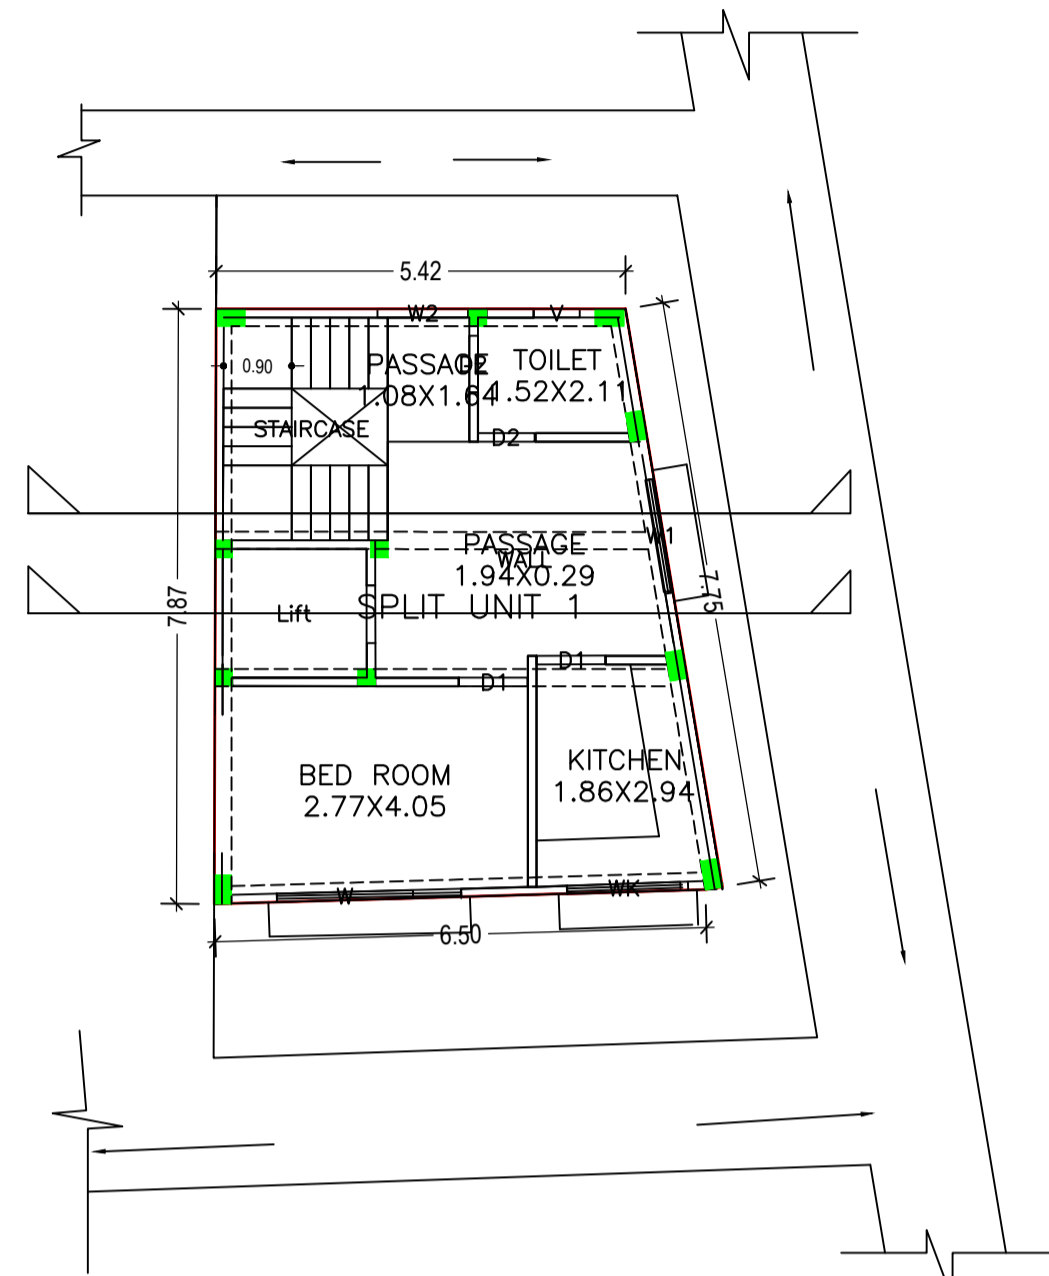 5.42
W2
V
PASSAGE
D2
TOILET
0.90
1.08X1.64
1.52X2.11
STAIRCASE
D2
W1
PASSAGE
WALL
1.94X0.29
7.87
7.75
Lift
SPLIT UNIT 1
D1
D1
KITCHEN
BED ROOM
1.86X2.94
2.77X4.05
W
WK
6.50